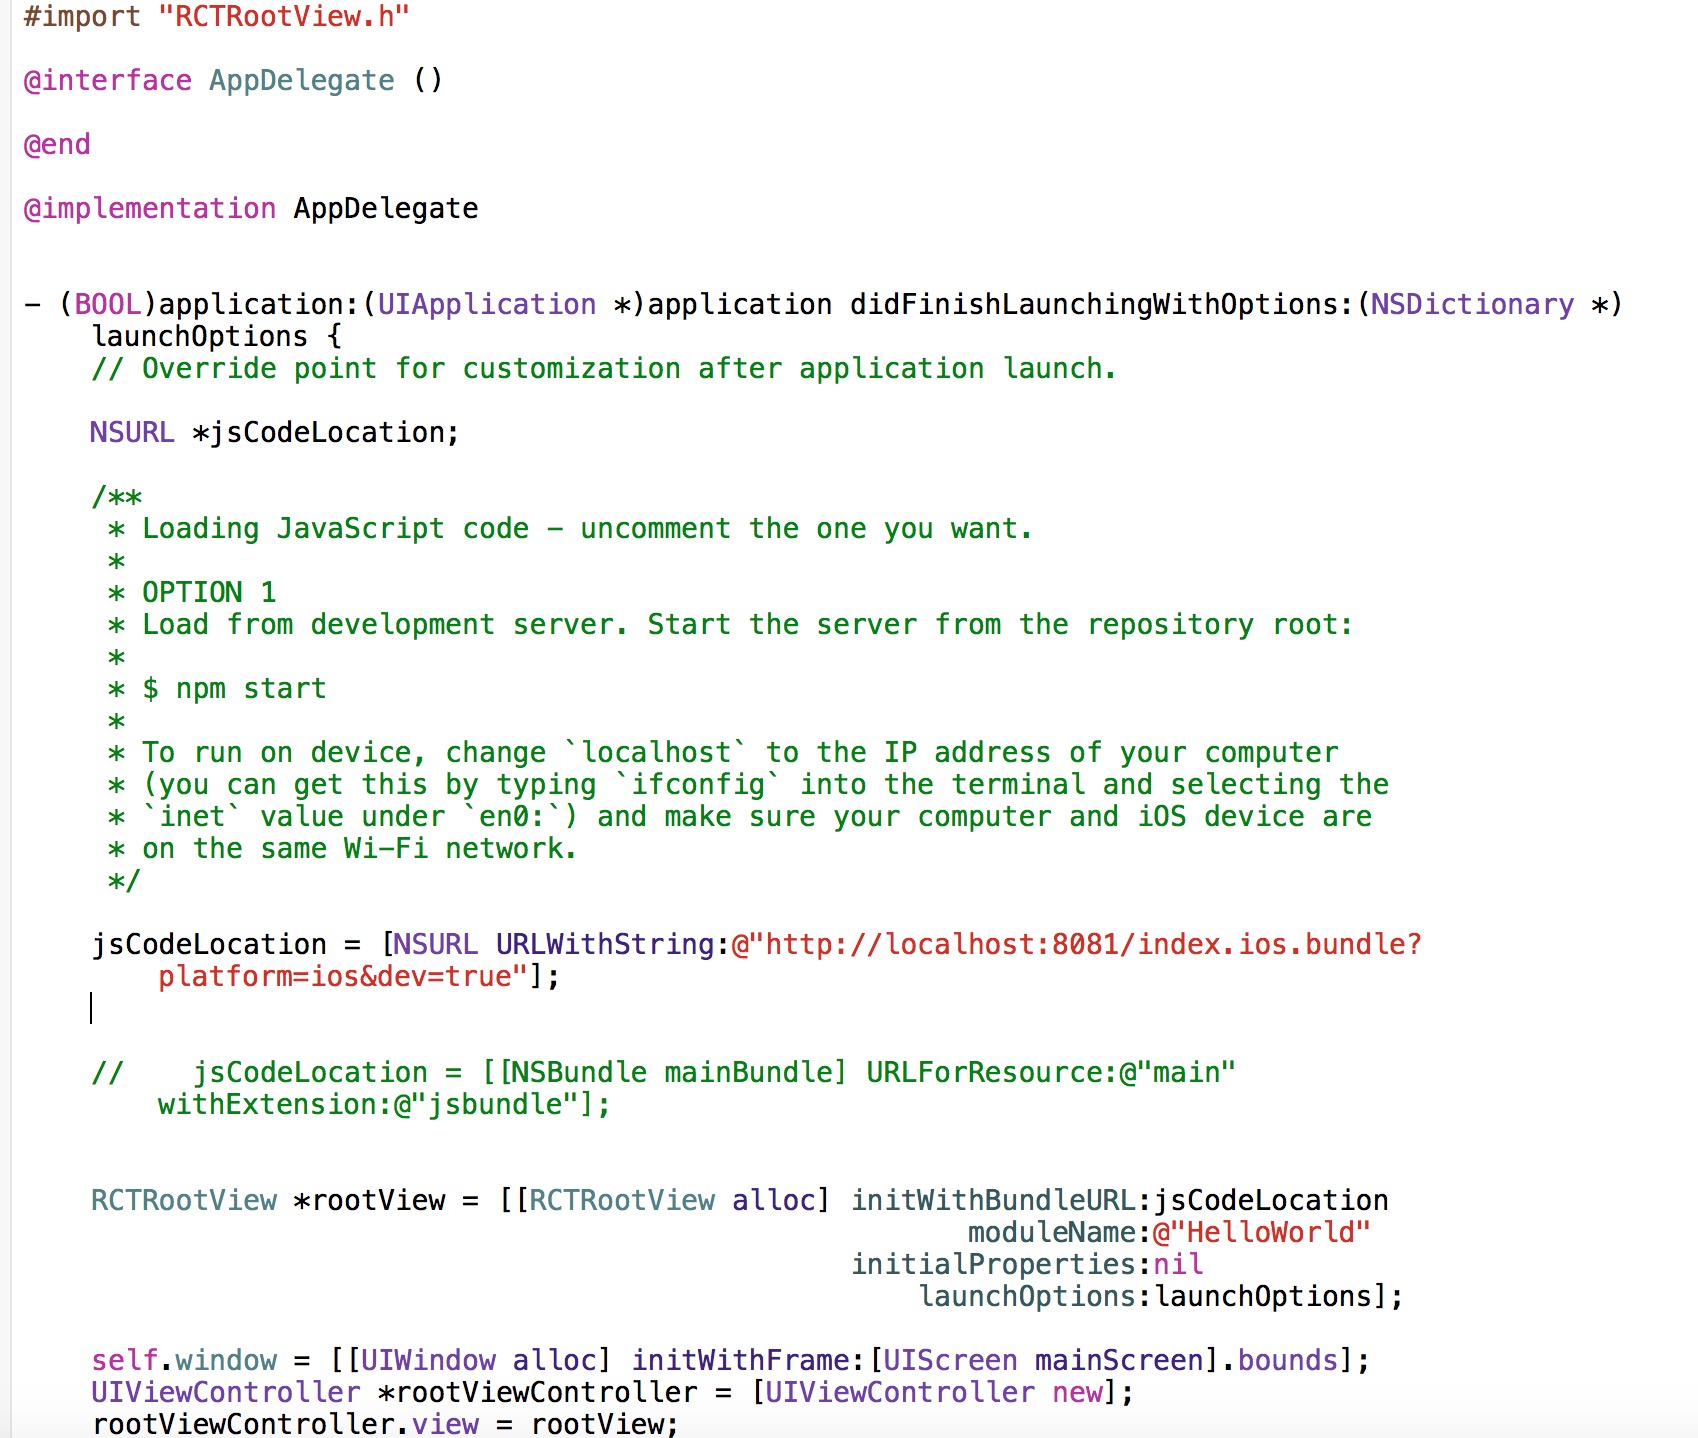 #import "RCTRootView.h"
@interface AppDelegate ()
@end
@implementation AppDelegate
- (BOOL)application:(UIApplication *)application didFinishLaunchingWithOptions:(NSDictionary *)
launchOptions {
// Override point for customization after application launch.
NSURL *jsCodeLocation;
/**
* Loading JavaScript code - uncomment the one you want.
*
* OPTION 1
* Load from development server. Start the server from the repository root:
*
* $ npm start
*
* To run on device, change `localhost` to the IP address of your computer
* (you can get this by typing `ifconfig` into the terminal and selecting the
* `inet` value under `en0:`) and make sure your computer and iOS device are
* on the same Wi-Fi network.
*/
jsCodeLocation = [NSURL URLWithString:@"http://localhost:8081/index.ios.bundle?
platform=ios&dev=true"];
//    jsCodeLocation = [[NSBundle mainBundle] URLForResource:@"main"
withExtension:@"jsbundle"];
RCTRootView *rootView = [[RCTRootView alloc] initWithBundleURL:jsCodeLocation
moduleName:@"HelloWorld"
initialProperties:nil
launchOptions:launchOptions];
self.window = [[UIWindow alloc] initWithFrame:[UIScreen mainScreen].bounds];
UIViewController *rootViewController = [UIViewController new];
rootViewController.view = rootView;